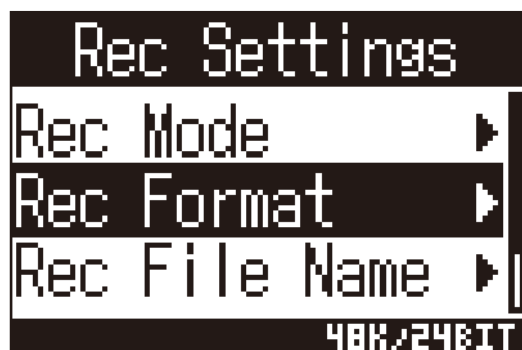 Rec Settings
Rec Mode
Rec Format
Rec File Name
48K/24BIT